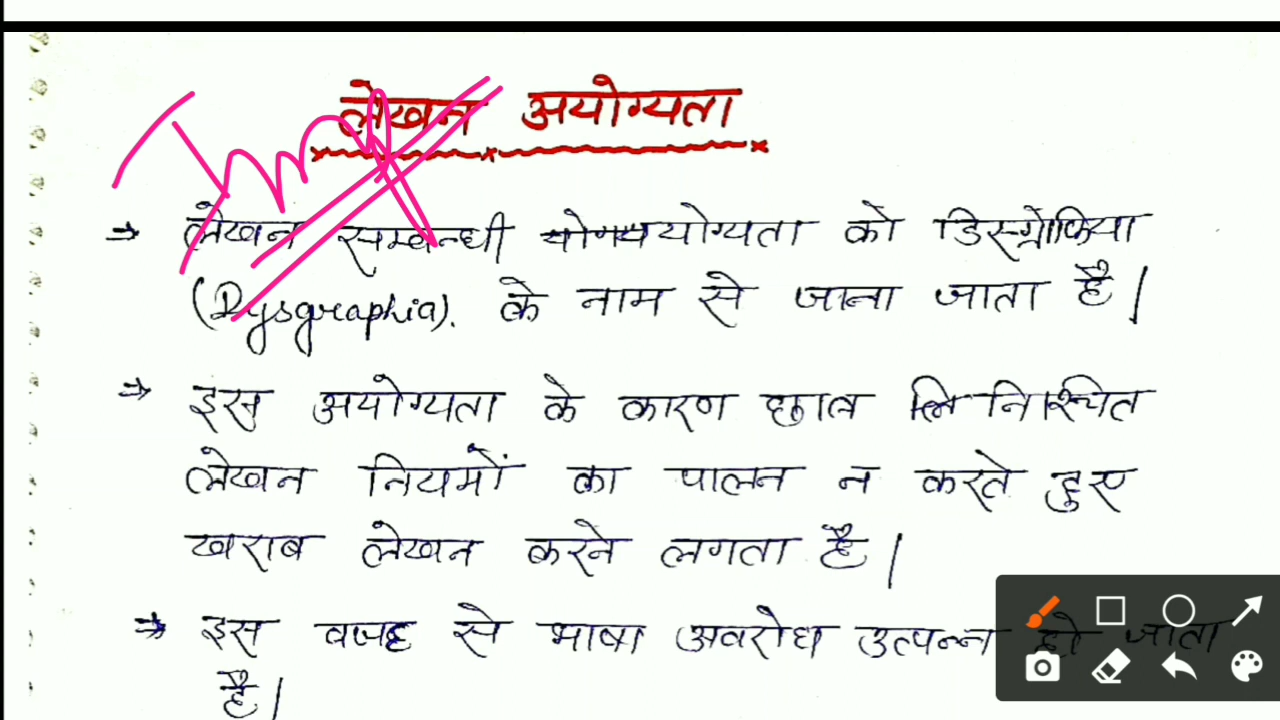 लेखन अयोग्यता
Imp
⇒ लेखन सम्बन्धी योग्यता को डिस्ग्रोफिया
(Dysgraphia). के नाम से जाना जाता है|
⇒ इस अयोग्यता के कारण छात्र निश्चित
लेखन नियमों का पालन न करते हुए
खराब लेखन करने लगता है|
⇒ इस वजह से भाषा अवरोध उत्पन्न हो जाता
है|